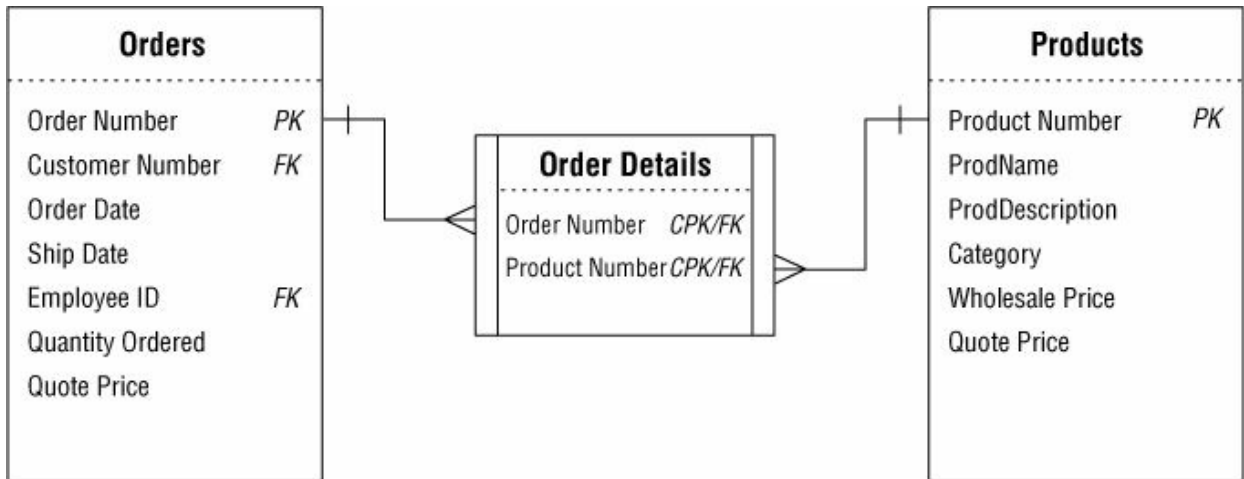 Orders
Order Number PK
Customer Number FK
Order Date
Ship Date
Employee ID FK
Quantity Ordered
Quote Price
Order Details
Order Number CPK/FK
Product Number CPK/FK
Products
Product Number PK
ProdName
ProdDescription
Category
Wholesale Price
Quote Price